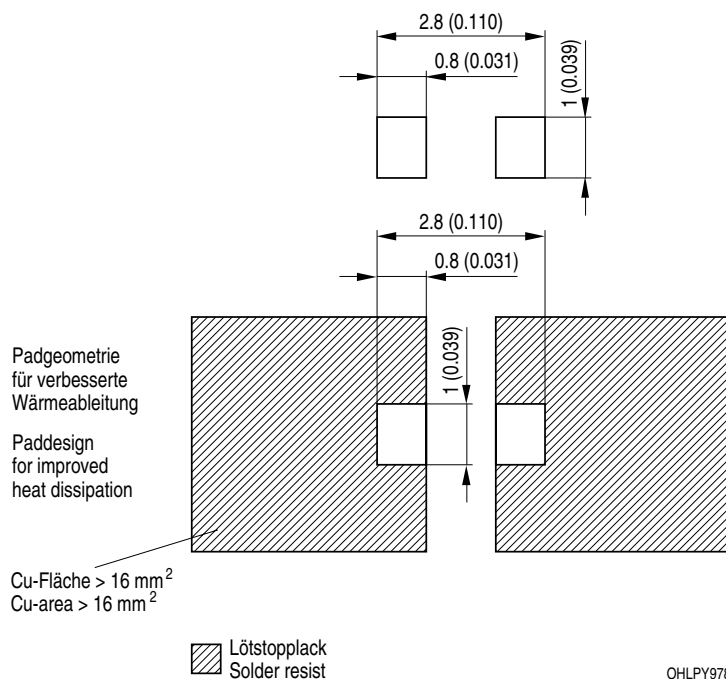 2.8 (0.110)
0.8 (0.031)
1 (0.039)
2.8 (0.110)
0.8 (0.031)
1 (0.039)
Padgeometrie
für verbesserte
Wärmeableitung
Paddesign
for improved
heat dissipation
Cu-Fläche > 16 mm²
Cu-area > 16 mm²
Lötstopplack
Solder resist